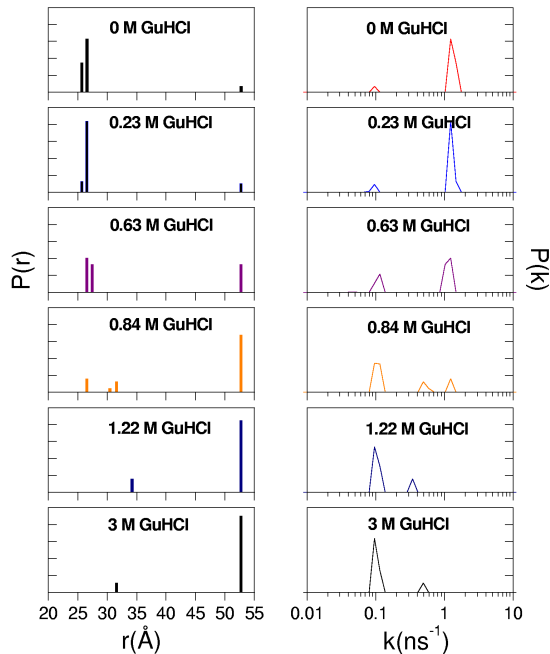 0 M GuHCl
0 M GuHCl
0.23 M GuHCl
0.23 M GuHCl
0.63 M GuHCl
0.63 M GuHCl
P(r)
P(k)
0.84 M GuHCl
0.84 M GuHCl
1.22 M GuHCl
1.22 M GuHCl
3 M GuHCl
3 M GuHCl
20 25 30 35 40 45 50 55
0.01 0.1 1 10
r(Å)
k(ns⁻¹)